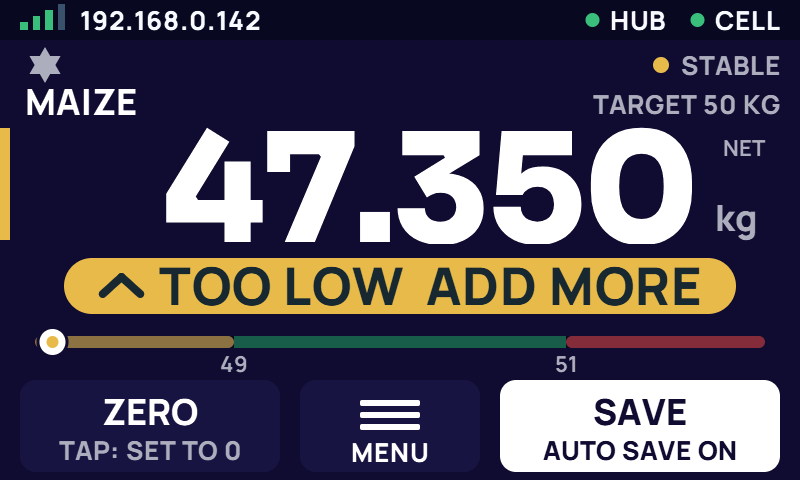 192.168.0.142
HUB
CELL
STABLE
MAIZE
TARGET 50 KG
47.350
NET
kg
TOO LOW ADD MORE
49
51
ZERO
TAP: SET TO 0
MENU
SAVE
AUTO SAVE ON